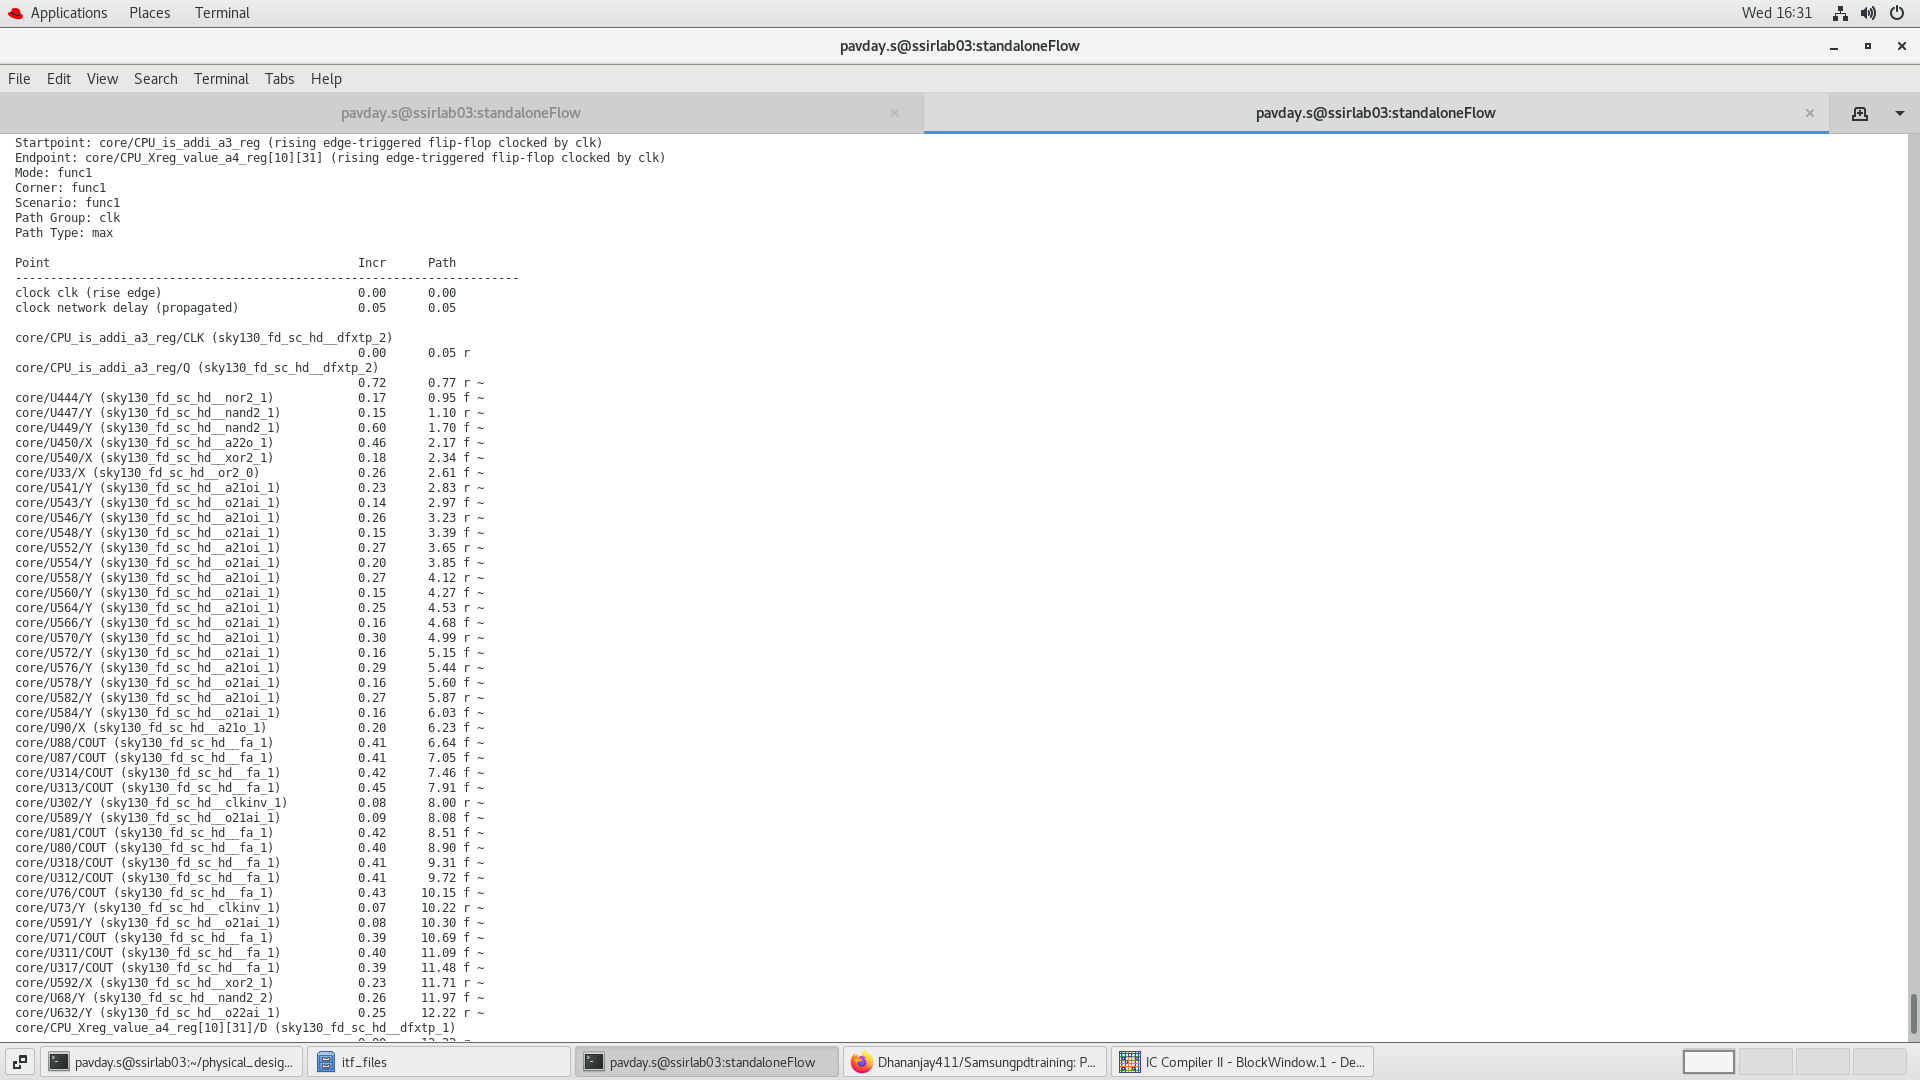 Applications Places Terminal Wed 16:31
pavday.s@ssirlab03:standaloneFlow
File Edit View Search Terminal Tabs Help
pavday.s@ssirlab03:standaloneFlow × pavday.s@ssirlab03:standaloneFlow ×
Startpoint: core/CPU_is_addi_a3_reg (rising edge-triggered flip-flop clocked by clk)
Endpoint: core/CPU_Xreg_value_a4_reg[10][31] (rising edge-triggered flip-flop clocked by clk)
Mode: func1
Corner: func1
Scenario: func1
Path Group: clk
Path Type: max
Point Incr Path
------------------------------------------------------------------------
clock clk (rise edge) 0.00 0.00
clock network delay (propagated) 0.05 0.05
core/CPU_is_addi_a3_reg/CLK (sky130_fd_sc_hd__dfxtp_2)
0.00 0.05 r
core/CPU_is_addi_a3_reg/Q (sky130_fd_sc_hd__dfxtp_2)
0.72 0.77 r ~
core/U444/Y (sky130_fd_sc_hd__nor2_1) 0.17 0.95 f ~
core/U447/Y (sky130_fd_sc_hd__nand2_1) 0.15 1.10 r ~
core/U449/Y (sky130_fd_sc_hd__nand2_1) 0.60 1.70 f ~
core/U450/X (sky130_fd_sc_hd__a22o_1) 0.46 2.17 f ~
core/U540/X (sky130_fd_sc_hd__xor2_1) 0.18 2.34 f ~
core/U33/X (sky130_fd_sc_hd__or2_0) 0.26 2.61 f ~
core/U541/Y (sky130_fd_sc_hd__a21oi_1) 0.23 2.83 r ~
core/U543/Y (sky130_fd_sc_hd__o21ai_1) 0.14 2.97 f ~
core/U546/Y (sky130_fd_sc_hd__a21oi_1) 0.26 3.23 r ~
core/U548/Y (sky130_fd_sc_hd__o21ai_1) 0.15 3.39 f ~
core/U552/Y (sky130_fd_sc_hd__a21oi_1) 0.27 3.65 r ~
core/U554/Y (sky130_fd_sc_hd__o21ai_1) 0.20 3.85 f ~
core/U558/Y (sky130_fd_sc_hd__a21oi_1) 0.27 4.12 r ~
core/U560/Y (sky130_fd_sc_hd__o21ai_1) 0.15 4.27 f ~
core/U564/Y (sky130_fd_sc_hd__a21oi_1) 0.25 4.53 r ~
core/U566/Y (sky130_fd_sc_hd__o21ai_1) 0.16 4.68 f ~
core/U570/Y (sky130_fd_sc_hd__a21oi_1) 0.30 4.99 r ~
core/U572/Y (sky130_fd_sc_hd__o21ai_1) 0.16 5.15 f ~
core/U576/Y (sky130_fd_sc_hd__a21oi_1) 0.29 5.44 r ~
core/U578/Y (sky130_fd_sc_hd__o21ai_1) 0.16 5.60 f ~
core/U582/Y (sky130_fd_sc_hd__a21oi_1) 0.27 5.87 r ~
core/U584/Y (sky130_fd_sc_hd__o21ai_1) 0.16 6.03 f ~
core/U90/X (sky130_fd_sc_hd__a21o_1) 0.20 6.23 f ~
core/U88/COUT (sky130_fd_sc_hd__fa_1) 0.41 6.64 f ~
core/U87/COUT (sky130_fd_sc_hd__fa_1) 0.41 7.05 f ~
core/U314/COUT (sky130_fd_sc_hd__fa_1) 0.42 7.46 f ~
core/U313/COUT (sky130_fd_sc_hd__fa_1) 0.45 7.91 f ~
core/U302/Y (sky130_fd_sc_hd__clkinv_1) 0.08 8.00 r ~
core/U589/Y (sky130_fd_sc_hd__o21ai_1) 0.09 8.08 f ~
core/U81/COUT (sky130_fd_sc_hd__fa_1) 0.42 8.51 f ~
core/U80/COUT (sky130_fd_sc_hd__fa_1) 0.40 8.90 f ~
core/U318/COUT (sky130_fd_sc_hd__fa_1) 0.41 9.31 f ~
core/U312/COUT (sky130_fd_sc_hd__fa_1) 0.41 9.72 f ~
core/U76/COUT (sky130_fd_sc_hd__fa_1) 0.43 10.15 f ~
core/U73/Y (sky130_fd_sc_hd__clkinv_1) 0.07 10.22 r ~
core/U591/Y (sky130_fd_sc_hd__o21ai_1) 0.08 10.30 f ~
core/U71/COUT (sky130_fd_sc_hd__fa_1) 0.39 10.69 f ~
core/U311/COUT (sky130_fd_sc_hd__fa_1) 0.40 11.09 f ~
core/U317/COUT (sky130_fd_sc_hd__fa_1) 0.39 11.48 f ~
core/U592/X (sky130_fd_sc_hd__xor2_1) 0.23 11.71 r ~
core/U68/Y (sky130_fd_sc_hd__nand2_2) 0.26 11.97 f ~
core/U632/Y (sky130_fd_sc_hd__o22ai_1) 0.25 12.22 r ~
core/CPU_Xreg_value_a4_reg[10][31]/D (sky130_fd_sc_hd__dfxtp_1)
pavday.s@ssirlab03:~/physical_desig... itf_files pavday.s@ssirlab03:standaloneFlow Dhananjay411/Samsungpdtraining: P... IC Compiler II - BlockWindow.1 - De...